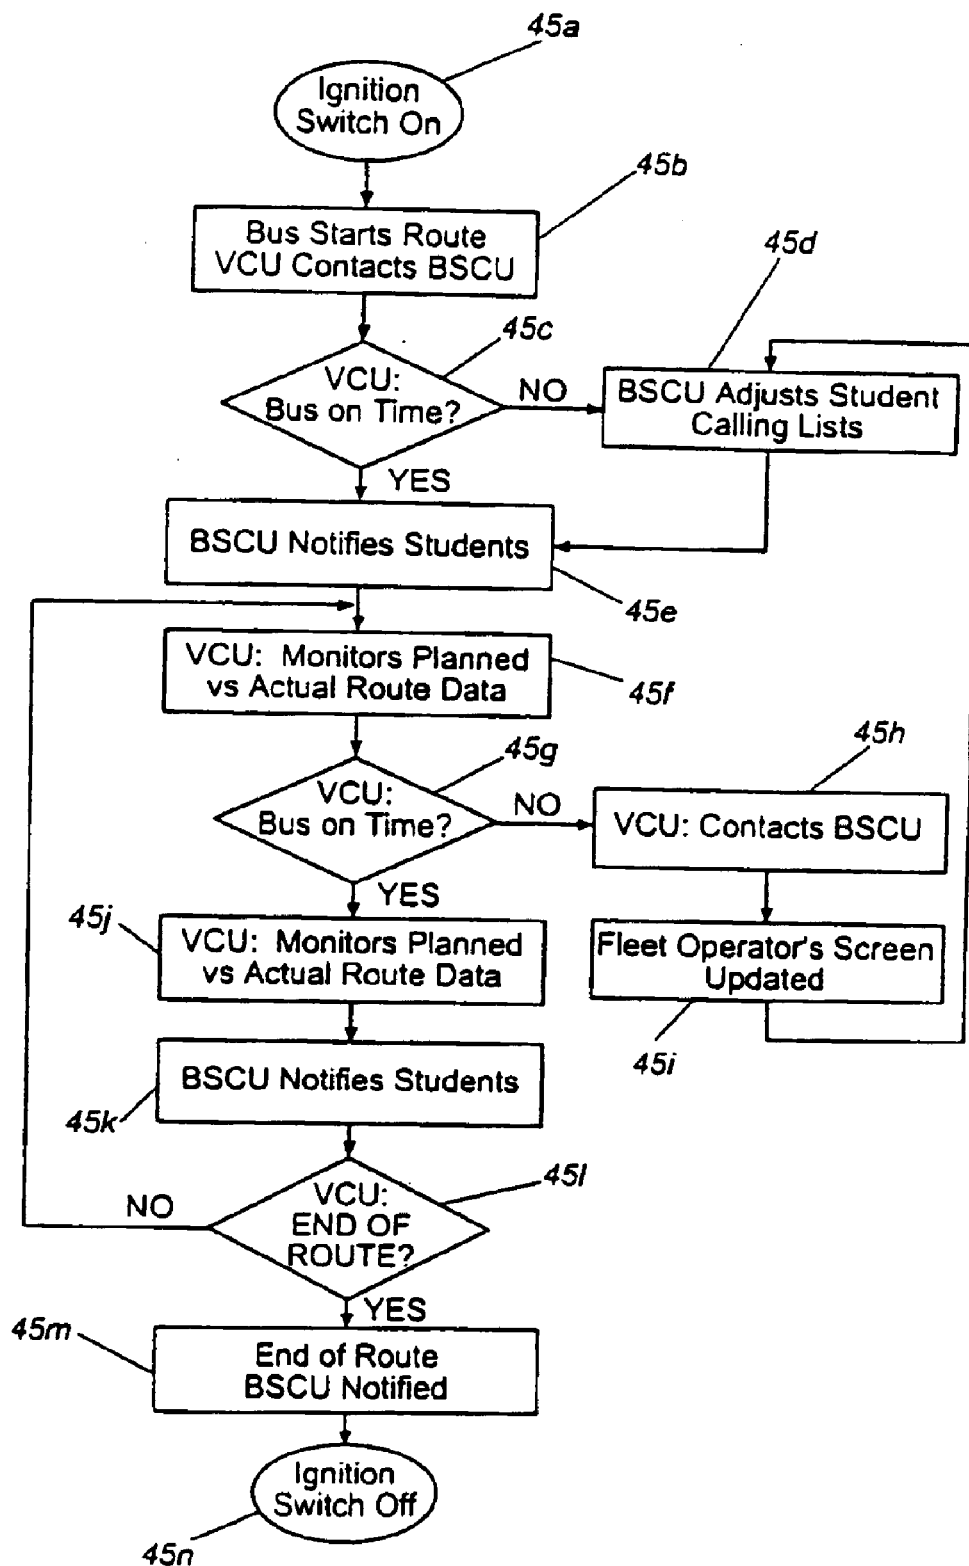 45a
Ignition
Switch On
45b
Bus Starts Route
VCU Contacts BSCU
45c
VCU:
Bus on Time?
NO
YES
45d
BSCU Adjusts Student
Calling Lists
BSCU Notifies Students
45e
VCU: Monitors Planned
vs Actual Route Data
45f
45g
VCU:
Bus on Time?
NO
YES
45h
VCU: Contacts BSCU
Fleet Operator's Screen
Updated
45i
45j
VCU: Monitors Planned
vs Actual Route Data
BSCU Notifies Students
45k
45l
VCU:
END OF
ROUTE?
NO
YES
45m
End of Route
BSCU Notified
Ignition
Switch Off
45n